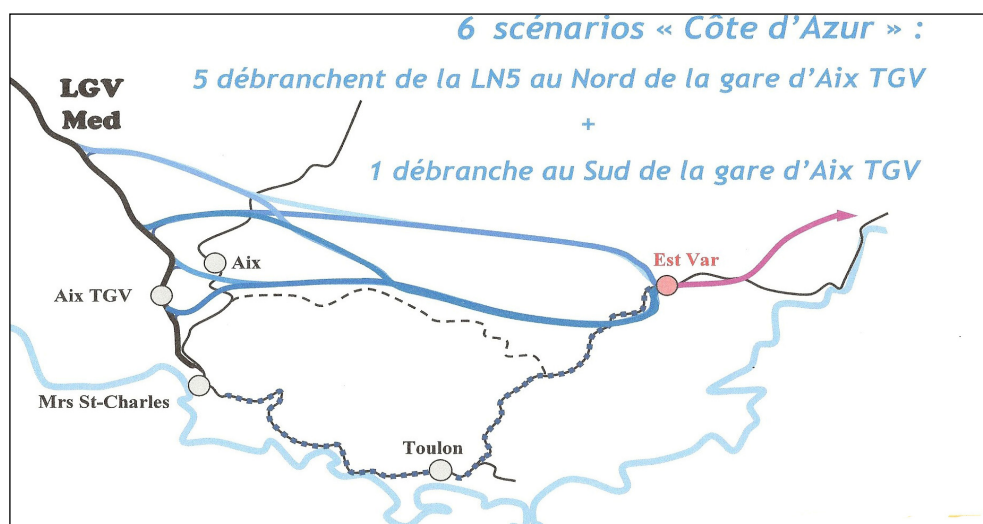 6 scénarios « Côte d’Azur » :
5 débranchent de la LN5 au Nord de la gare d’Aix TGV
+
1 débranche au Sud de la gare d’Aix TGV
LGV
Med
Aix
Est Var
Aix TGV
Mrs St-Charles
Toulon